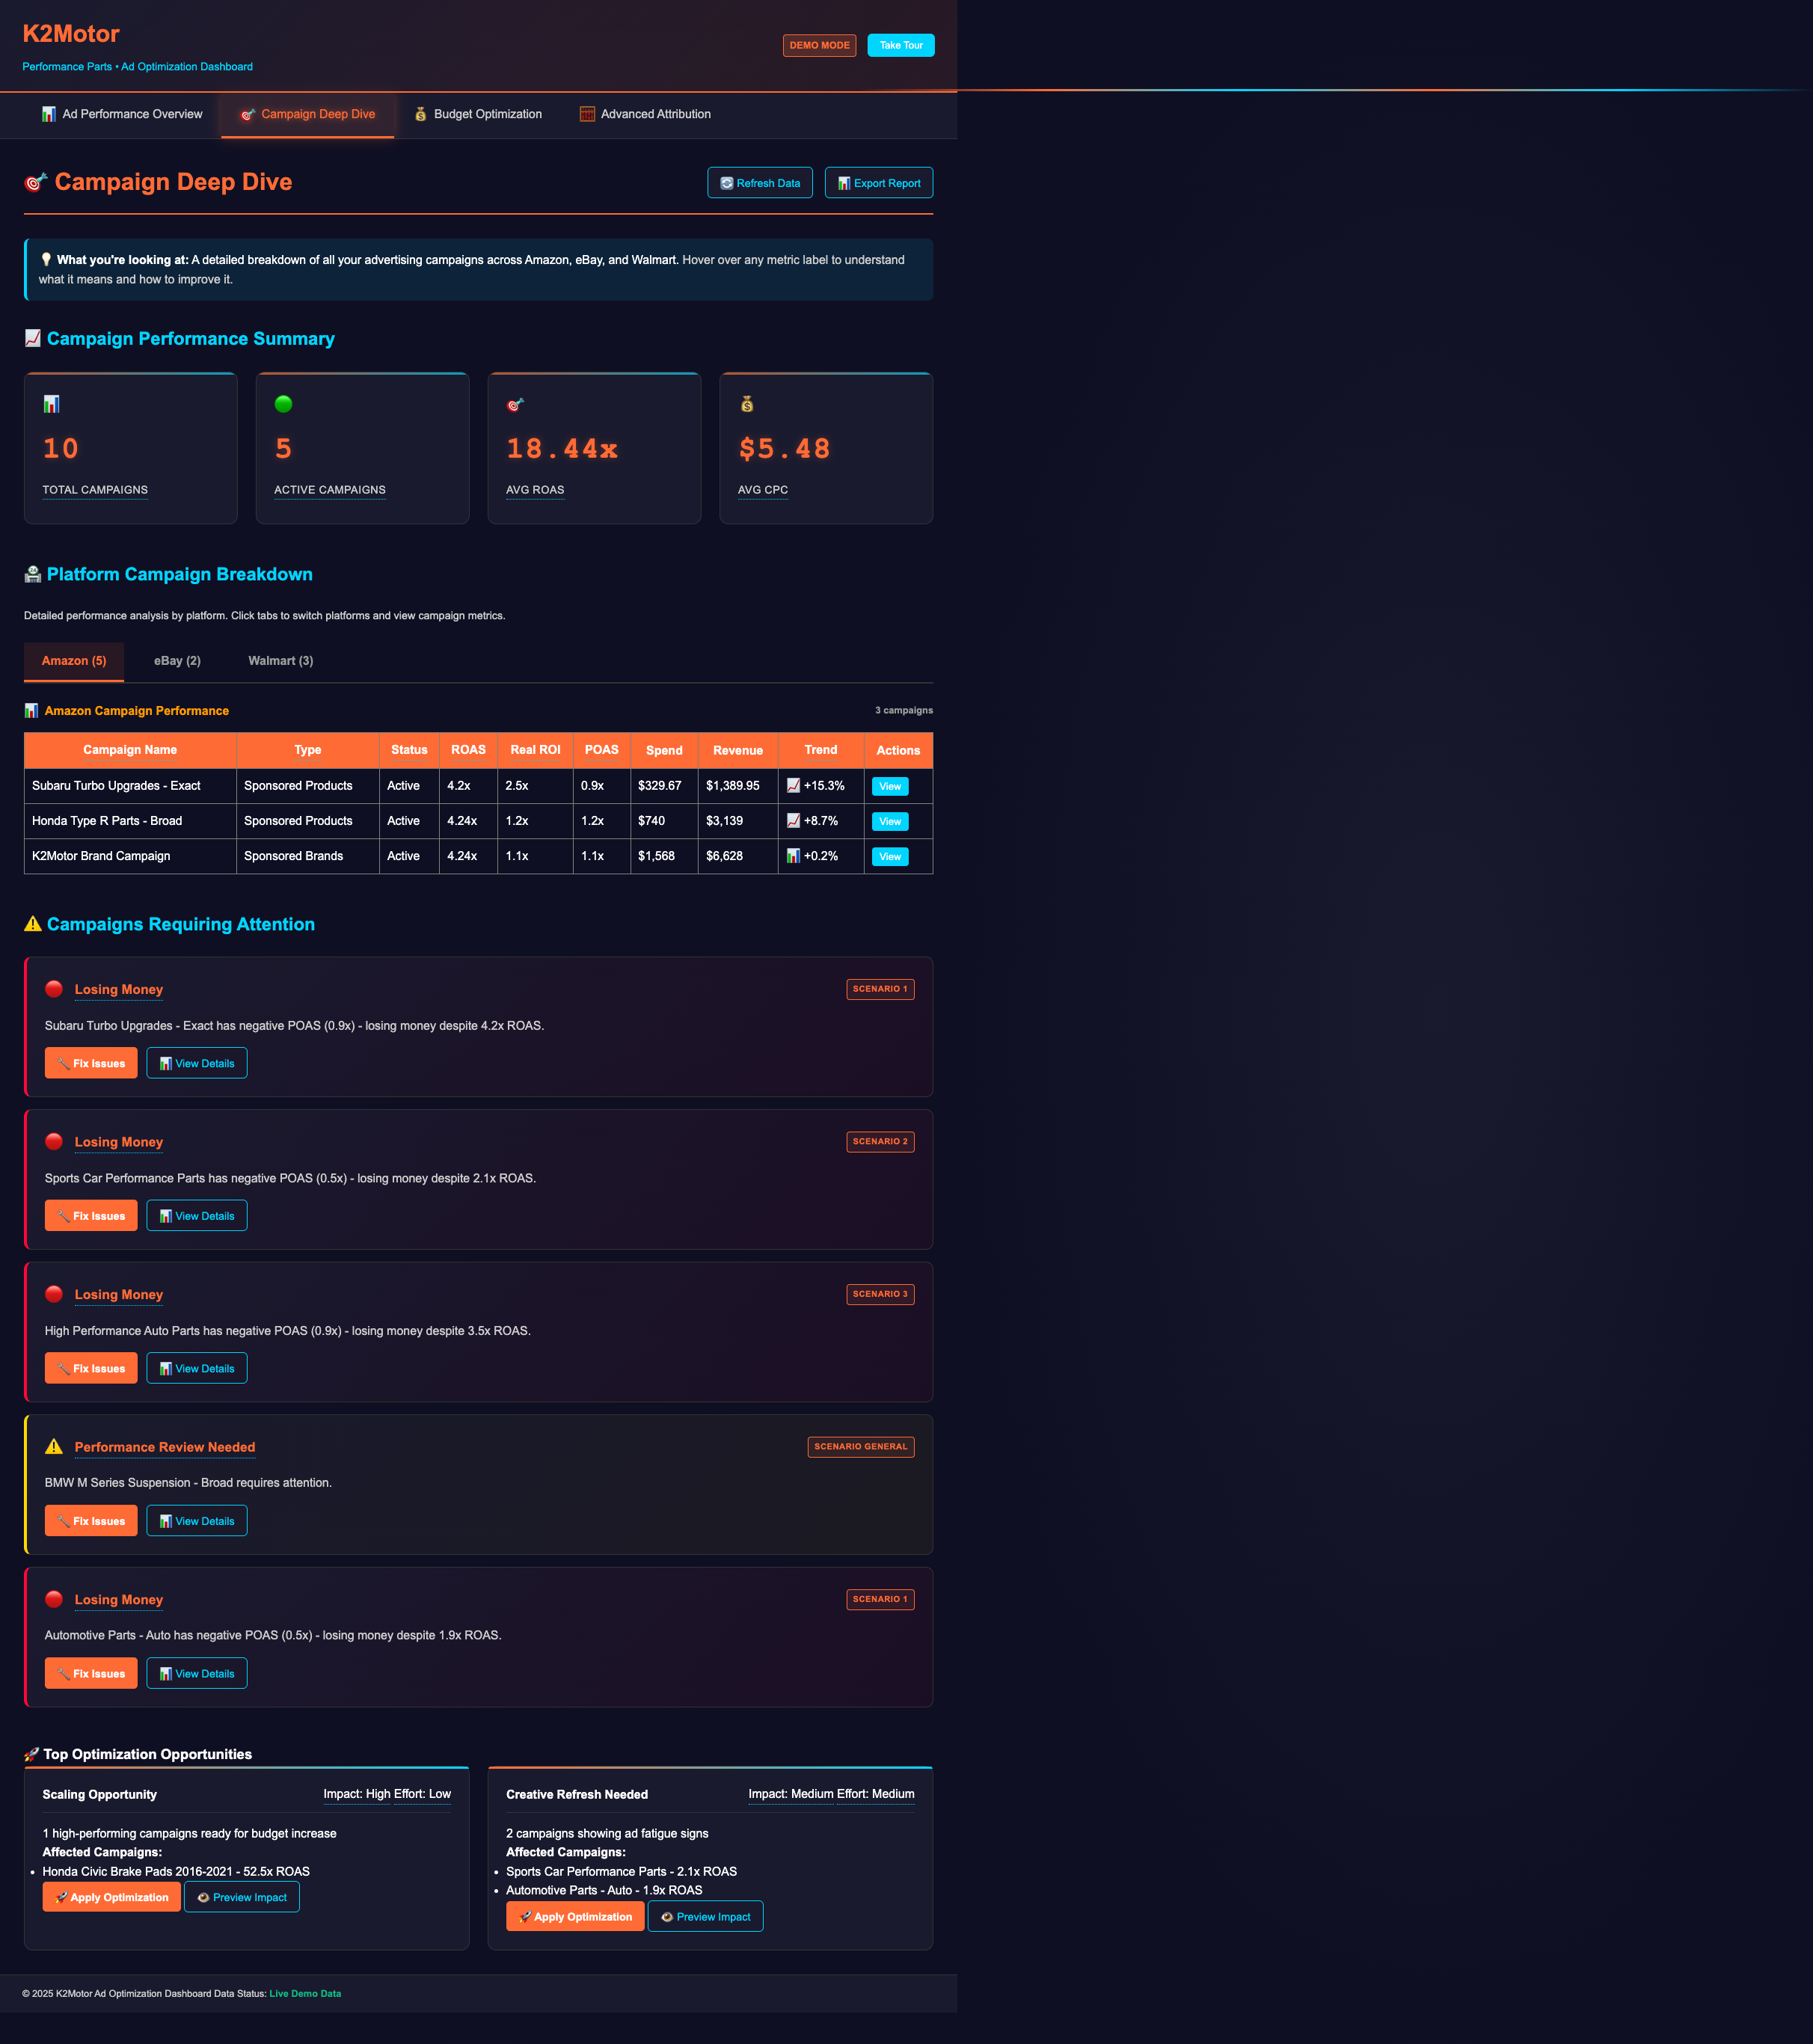 K2Motor
Performance Parts • Ad Optimization Dashboard
DEMO MODE
Take Tour
Ad Performance Overview
Campaign Deep Dive
Budget Optimization
Advanced Attribution
Campaign Deep Dive
Refresh Data
Export Report
What you're looking at: A detailed breakdown of all your advertising campaigns across Amazon, eBay, and Walmart. Hover over any metric label to understand
what it means and how to improve it.
Campaign Performance Summary
10
TOTAL CAMPAIGNS
5
ACTIVE CAMPAIGNS
18.44x
AVG ROAS
$5.48
AVG CPC
Platform Campaign Breakdown
Detailed performance analysis by platform. Click tabs to switch platforms and view campaign metrics.
Amazon (5)
eBay (2)
Walmart (3)
Amazon Campaign Performance
3 campaigns
Campaign Name Type Status ROAS Real ROI POAS Spend Revenue Trend Actions
Subaru Turbo Upgrades - Exact Sponsored Products Active 4.2x 2.5x 0.9x $329.67 $1,389.95 +15.3% View
Honda Type R Parts - Broad Sponsored Products Active 4.24x 1.2x 1.2x $740 $3,139 +8.7% View
K2Motor Brand Campaign Sponsored Brands Active 4.24x 1.1x 1.1x $1,568 $6,628 +0.2% View
Campaigns Requiring Attention
Losing Money
SCENARIO 1
Subaru Turbo Upgrades - Exact has negative POAS (0.9x) - losing money despite 4.2x ROAS.
Fix Issues
View Details
Losing Money
SCENARIO 2
Sports Car Performance Parts has negative POAS (0.5x) - losing money despite 2.1x ROAS.
Fix Issues
View Details
Losing Money
SCENARIO 3
High Performance Auto Parts has negative POAS (0.9x) - losing money despite 3.5x ROAS.
Fix Issues
View Details
Performance Review Needed
SCENARIO GENERAL
BMW M Series Suspension - Broad requires attention.
Fix Issues
View Details
Losing Money
SCENARIO 1
Automotive Parts - Auto has negative POAS (0.5x) - losing money despite 1.9x ROAS.
Fix Issues
View Details
Top Optimization Opportunities
Scaling Opportunity
Impact: High Effort: Low
1 high-performing campaigns ready for budget increase
Affected Campaigns:
• Honda Civic Brake Pads 2016-2021 - 52.5x ROAS
Apply Optimization
Preview Impact
Creative Refresh Needed
Impact: Medium Effort: Medium
2 campaigns showing ad fatigue signs
Affected Campaigns:
• Sports Car Performance Parts - 2.1x ROAS
• Automotive Parts - Auto - 1.9x ROAS
Apply Optimization
Preview Impact
© 2025 K2Motor Ad Optimization Dashboard Data Status: Live Demo Data